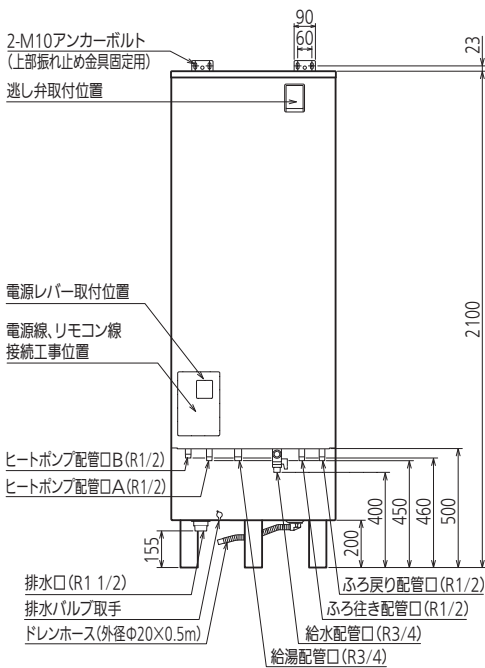 90
60
23
2-M10アンカーボルト
(上部振れ止め金具固定用)
逃し弁取付位置
2100
電源レバー取付位置
電源線、リモコン線
接続工事位置
ヒートポンプ配管口B(R1/2)
ヒートポンプ配管口A(R1/2)
155
200
400
450
460
500
排水口(R1 1/2)
排水バルブ取手
ドレンホース(外径Φ20×0.5m)
ふろ戻り配管口(R1/2)
ふろ往き配管口(R1/2)
給水配管口(R3/4)
給湯配管口(R3/4)